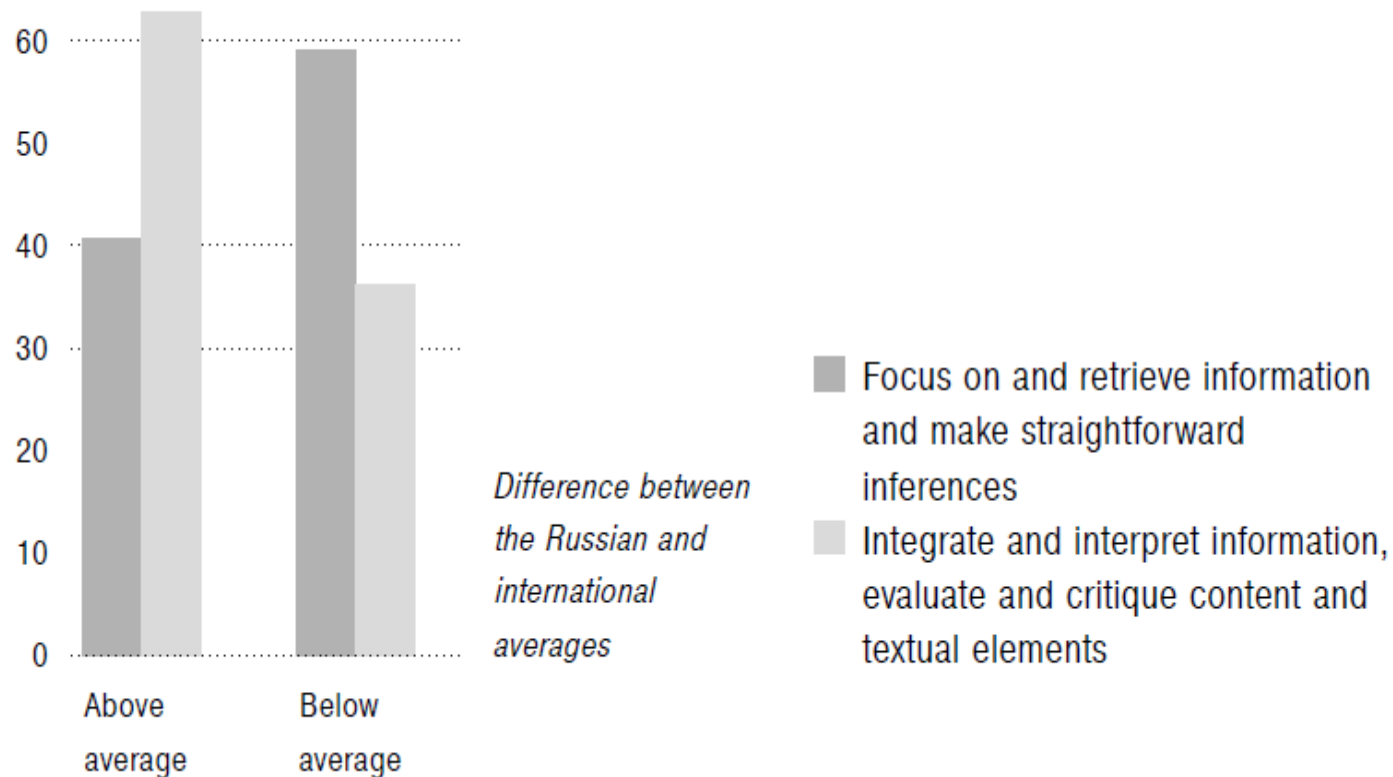 60
50
40
30
20
10
0
Above
average
Below
average
Difference between
the Russian and
international
averages
Focus on and retrieve information
and make straightforward
inferences
Integrate and interpret information,
evaluate and critique content and
textual elements